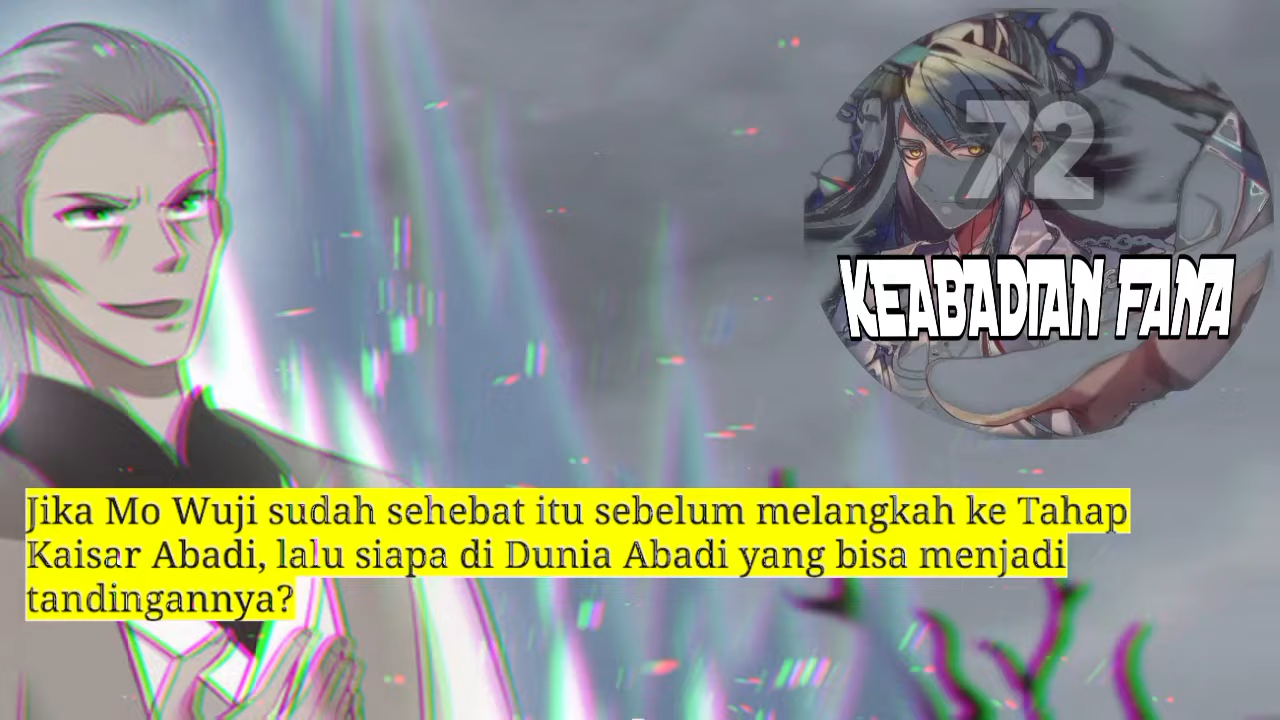 72
KEABADIAN FANA
Jika Mo Wuji sudah sehebat itu sebelum melangkah ke Tahap
Kaisar Abadi, lalu siapa di Dunia Abadi yang bisa menjadi
tandingannya?